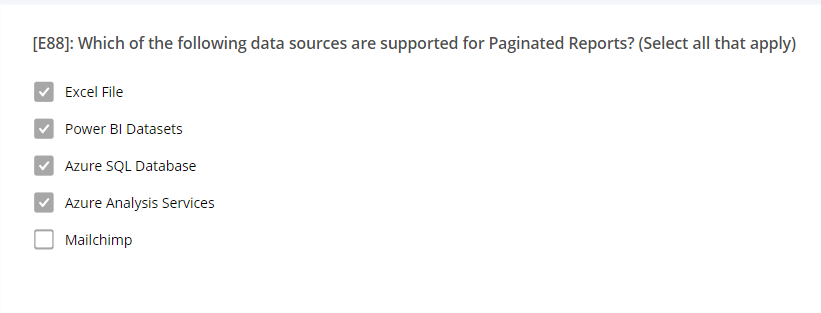 [E88]: Which of the following data sources are supported for Paginated Reports? (Select all that apply)
Excel File
Power BI Datasets
Azure SQL Database
Azure Analysis Services
Mailchimp